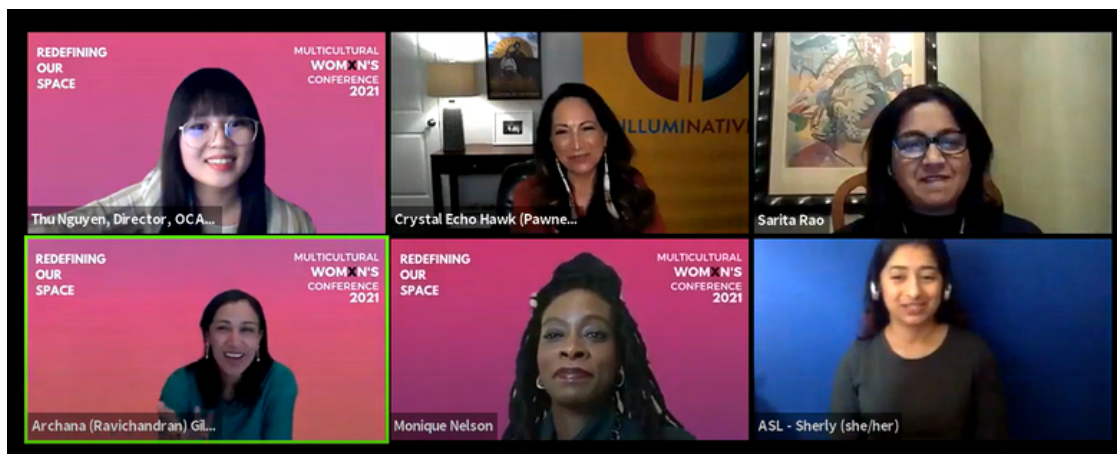 REDEFINING
OUR
SPACE
MULTICULTURAL
WOMXN'S
CONFERENCE
2021
Thu Nguyen, Director, OCA...
ILLUMINATIV
Crystal Echo Hawk (Pawne...
Sarita Rao
REDEFINING
OUR
SPACE
MULTICULTURAL
WOMXN'S
CONFERENCE
2021
Archana (Ravichandran) Gil...
REDEFINING
OUR
SPACE
MULTICULTURAL
WOMXN'S
CONFERENCE
2021
Monique Nelson
ASL - Sherly (she/her)